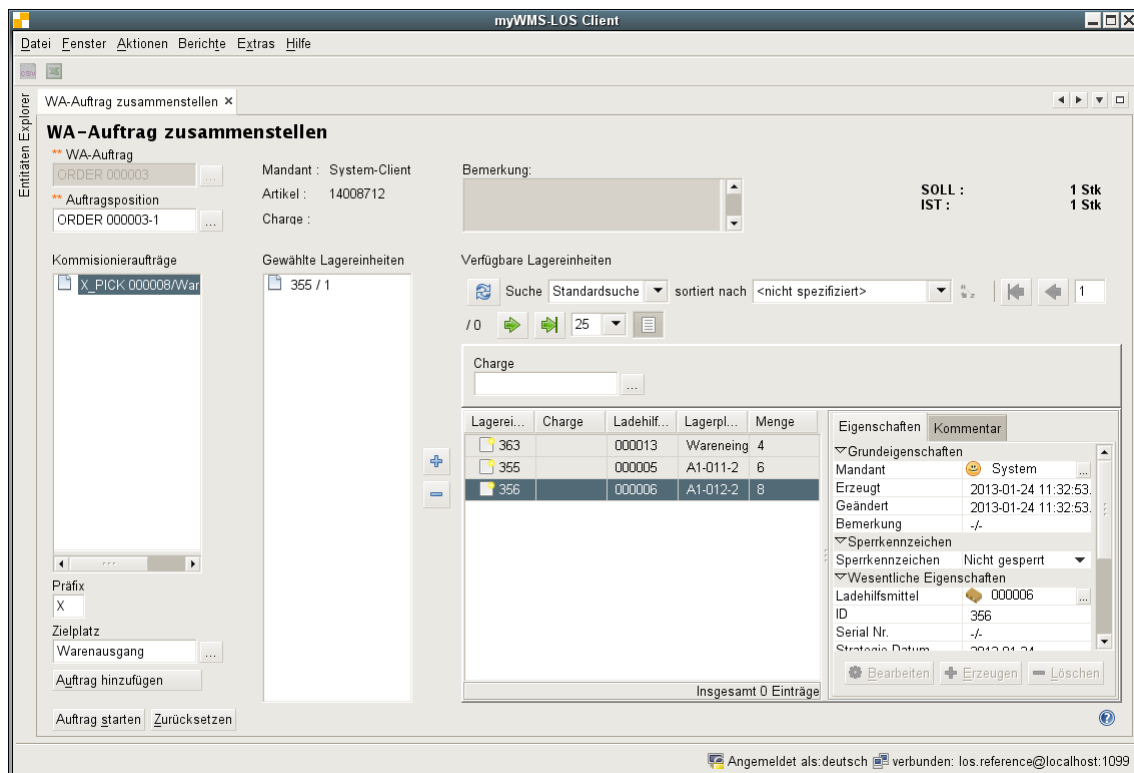 myWMS-LOS Client
Datei Fenster Aktionen Berichte Extras Hilfe
Entitäten Explorer
WA-Auftrag zusammenstellen ×
WA-Auftrag zusammenstellen
** WA-Auftrag
ORDER 000003 ...
** Auftragsposition
ORDER 000003-1 ...
Mandant : System-Client
Artikel : 14008712
Charge :
Bemerkung:
SOLL : 1 Stk
IST : 1 Stk
Kommisionieraufträge
X_PICK 000008/War
Präfix
X
Zielplatz
Warenausgang ...
Auftrag hinzufügen
Auftrag starten Zurücksetzen
Gewählte Lagereinheiten
355 / 1
Verfügbare Lagereinheiten
Suche Standardsuche sortiert nach <nicht spezifiziert> 1
/ 0 25
Charge
...
Lagerei... Charge Ladehilf... Lagerpl... Menge
363 000013 Wareneing 4
355 000005 A1-011-2 6
356 000006 A1-012-2 8
Insgesamt 0 Einträge
Eigenschaften Kommentar
Grundeigenschaften
Mandant System ...
Erzeugt 2013-01-24 11:32:53.
Geändert 2013-01-24 11:32:53.
Bemerkung -/-
Sperrkennzeichen
Sperrkennzeichen Nicht gesperrt
Wesentliche Eigenschaften
Ladehilfsmittel 000006 ...
ID 356
Serial Nr. -/-
Strategie Datum 2013-01-24
Bearbeiten Erzeugen Löschen
Angemeldet als:deutsch verbunden: los.reference@localhost:1099